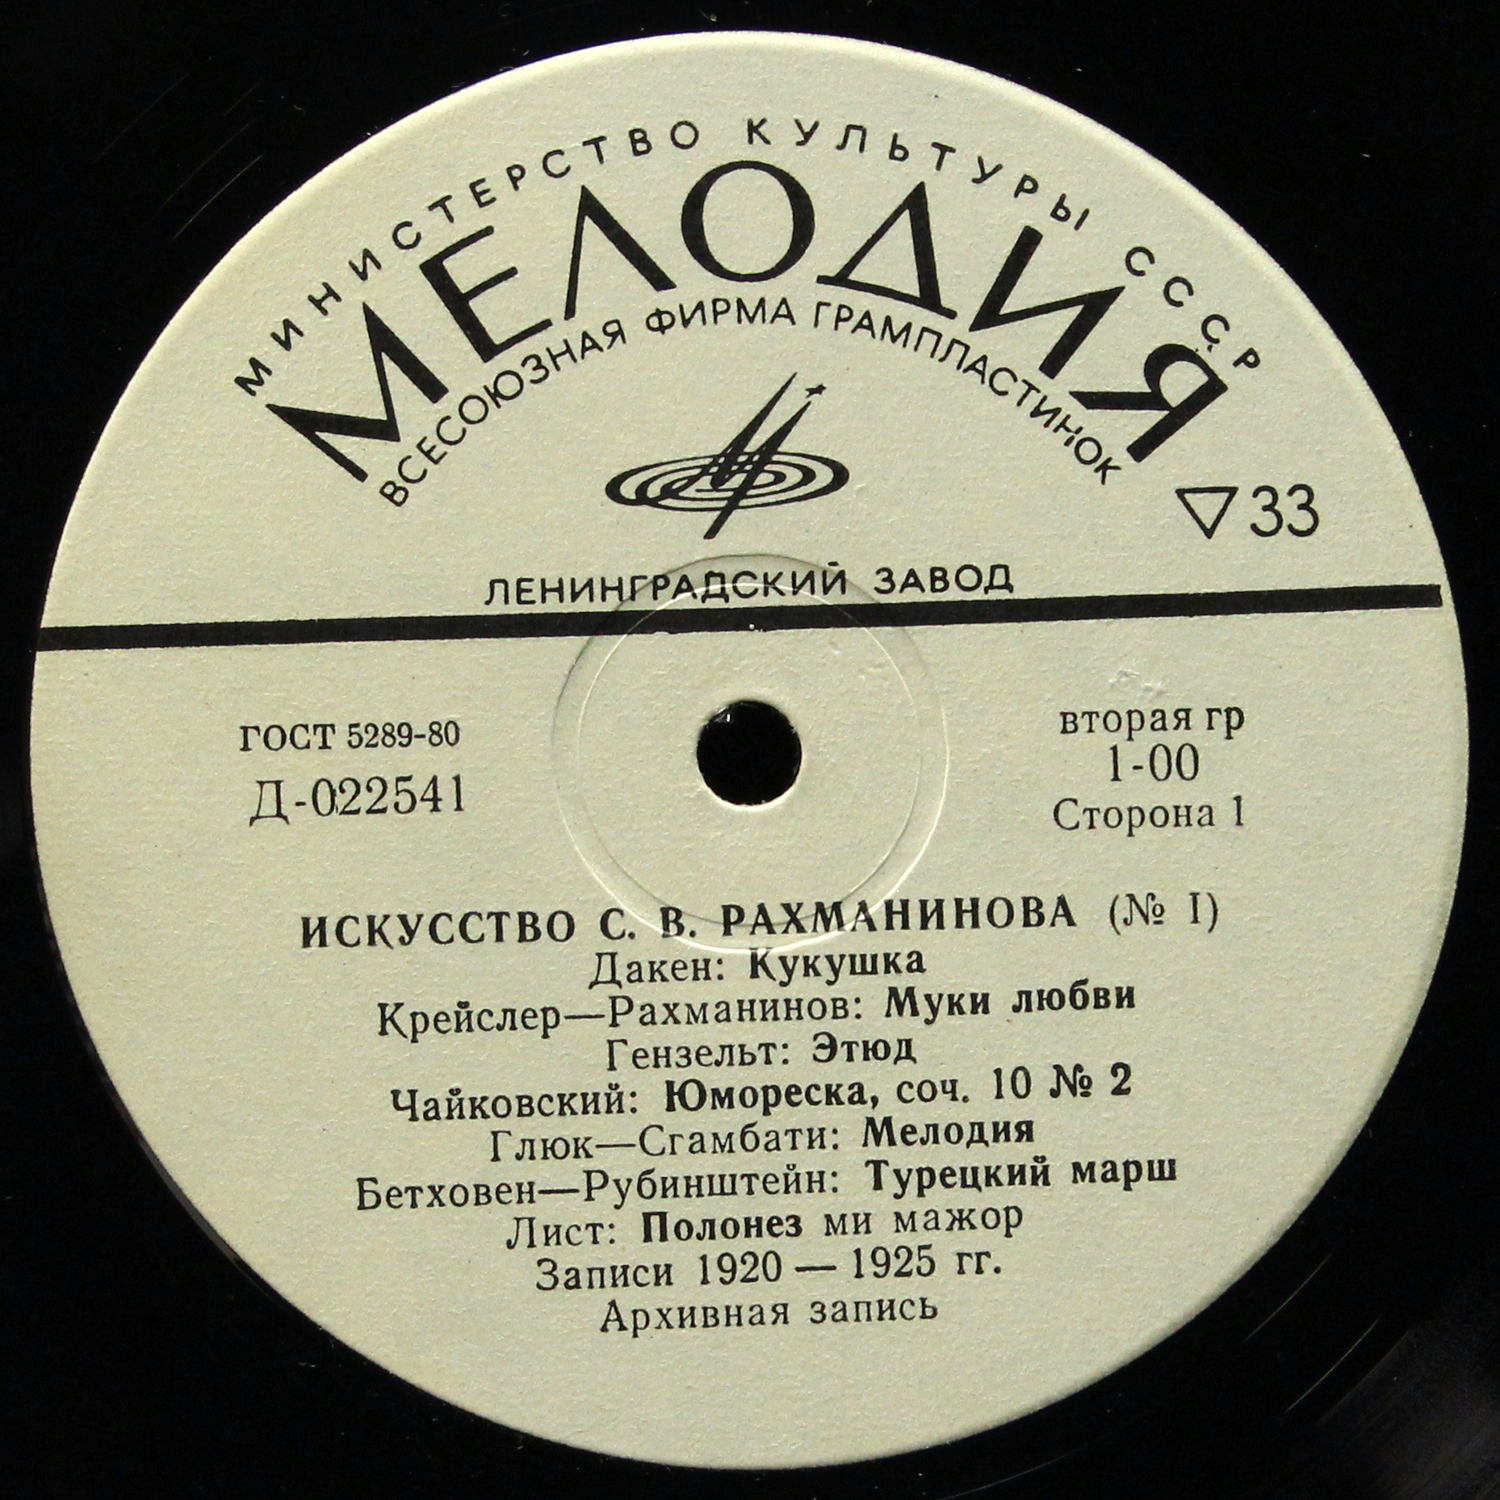 МИНИСТЕРСТВО КУЛЬТУРЫ СССР
МЕЛОДИЯ
ВСЕСОЮЗНАЯ ФИРМА ГРАМПЛАСТИНОК
▽33
ЛЕНИНГРАДСКИЙ ЗАВОД
ГОСТ 5289-80
Д-022541
вторая гр
1-00
Сторона 1
ИСКУССТВО С. В. РАХМАНИНОВА (№ I)
Дакен: Кукушка
Крейслер—Рахманинов: Муки любви
Гензельт: Этюд
Чайковский: Юмореска, соч. 10 № 2
Глюк—Сгамбати: Мелодия
Бетховен—Рубинштейн: Турецкий марш
Лист: Полонез ми мажор
Записи 1920 — 1925 гг.
Архивная запись